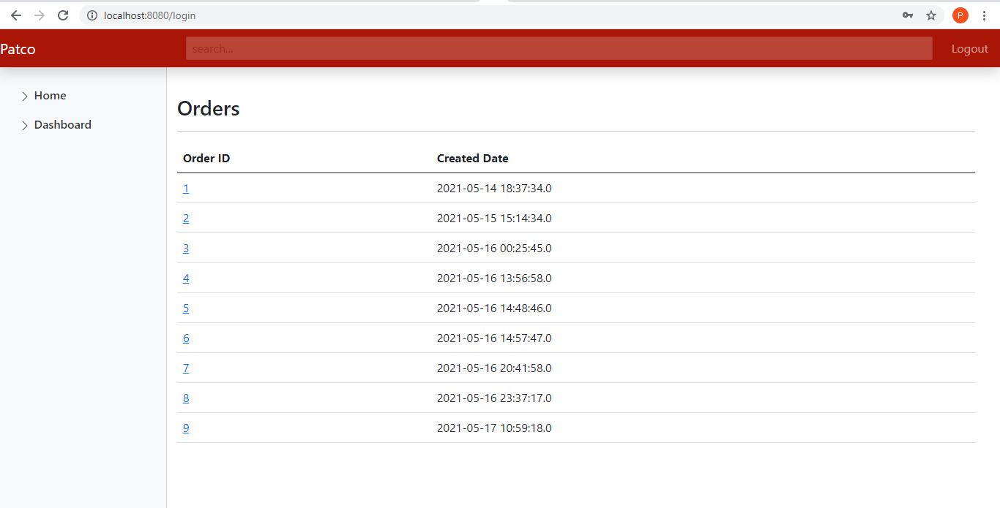 localhost:8080/login
P
Patco
search...
Logout
Home
Dashboard
Orders
Order ID Created Date
1 2021-05-14 18:37:34.0
2 2021-05-15 15:14:34.0
3 2021-05-16 00:25:45.0
4 2021-05-16 13:56:58.0
5 2021-05-16 14:48:46.0
6 2021-05-16 14:57:47.0
7 2021-05-16 20:41:58.0
8 2021-05-16 23:37:17.0
9 2021-05-17 10:59:18.0